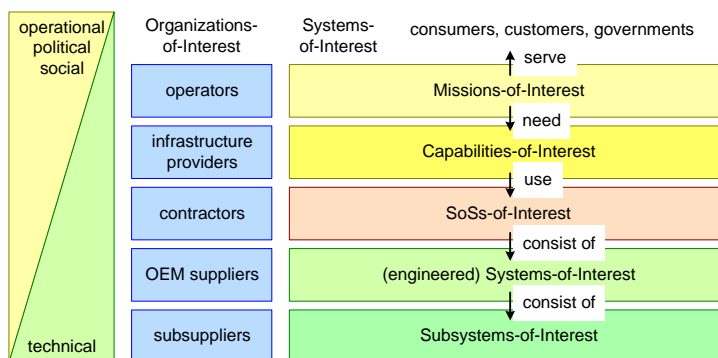 operational
political
social
technical
Organizations-
of-Interest
operators
infrastructure
providers
contractors
OEM suppliers
subsuppliers
Systems-
of-Interest
consumers, customers, governments
serve
Missions-of-Interest
need
Capabilities-of-Interest
use
SoSs-of-Interest
consist of
(engineered) Systems-of-Interest
consist of
Subsystems-of-Interest